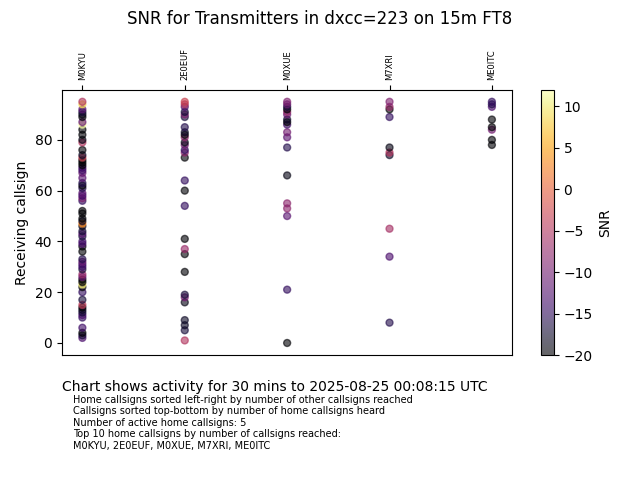 SNR for Transmitters in dxcc=223 on 15m FT8
M0KYU
2E0EUF
M0XUE
M7XRI
ME0ITC
Receiving callsign
80
60
40
20
0
10
5
0
−5
−10
−15
−20
SNR
Chart shows activity for 30 mins to 2025-08-25 00:08:15 UTC
Home callsigns sorted left-right by number of other callsigns reached
Callsigns sorted top-bottom by number of home callsigns heard
Number of active home callsigns: 5
Top 10 home callsigns by number of callsigns reached:
M0KYU, 2E0EUF, M0XUE, M7XRI, ME0ITC